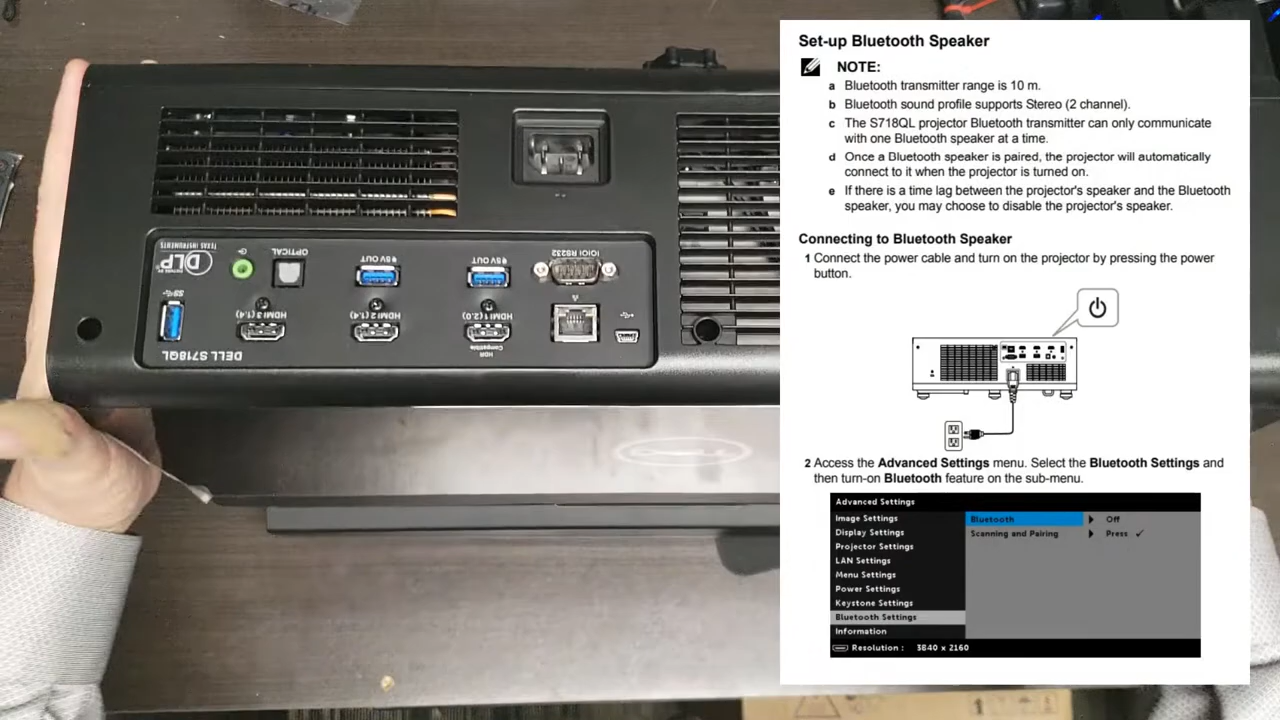 OPTICAL
TEXAS INSTRUMENTS
DLP
5V OUT
5V OUT
IOIOI RS232
SS
HDMI 3 (1.4)
HDMI 2 (1.4)
HDMI 1 (2.0)
HDR
Compatible
DELL S718QL
DELL
Set-up Bluetooth Speaker
NOTE:
a Bluetooth transmitter range is 10 m.
b Bluetooth sound profile supports Stereo (2 channel).
c The S718QL projector Bluetooth transmitter can only communicate
with one Bluetooth speaker at a time.
d Once a Bluetooth speaker is paired, the projector will automatically
connect to it when the projector is turned on.
e If there is a time lag between the projector's speaker and the Bluetooth
speaker, you may choose to disable the projector's speaker.
Connecting to Bluetooth Speaker
1 Connect the power cable and turn on the projector by pressing the power
button.
2 Access the Advanced Settings menu. Select the Bluetooth Settings and
then turn-on Bluetooth feature on the sub-menu.
Advanced Settings
Image Settings
Bluetooth Off
Display Settings
Scanning and Pairing Press
Projector Settings
LAN Settings
Menu Settings
Power Settings
Keystone Settings
Bluetooth Settings
Information
Resolution : 3840 x 2160